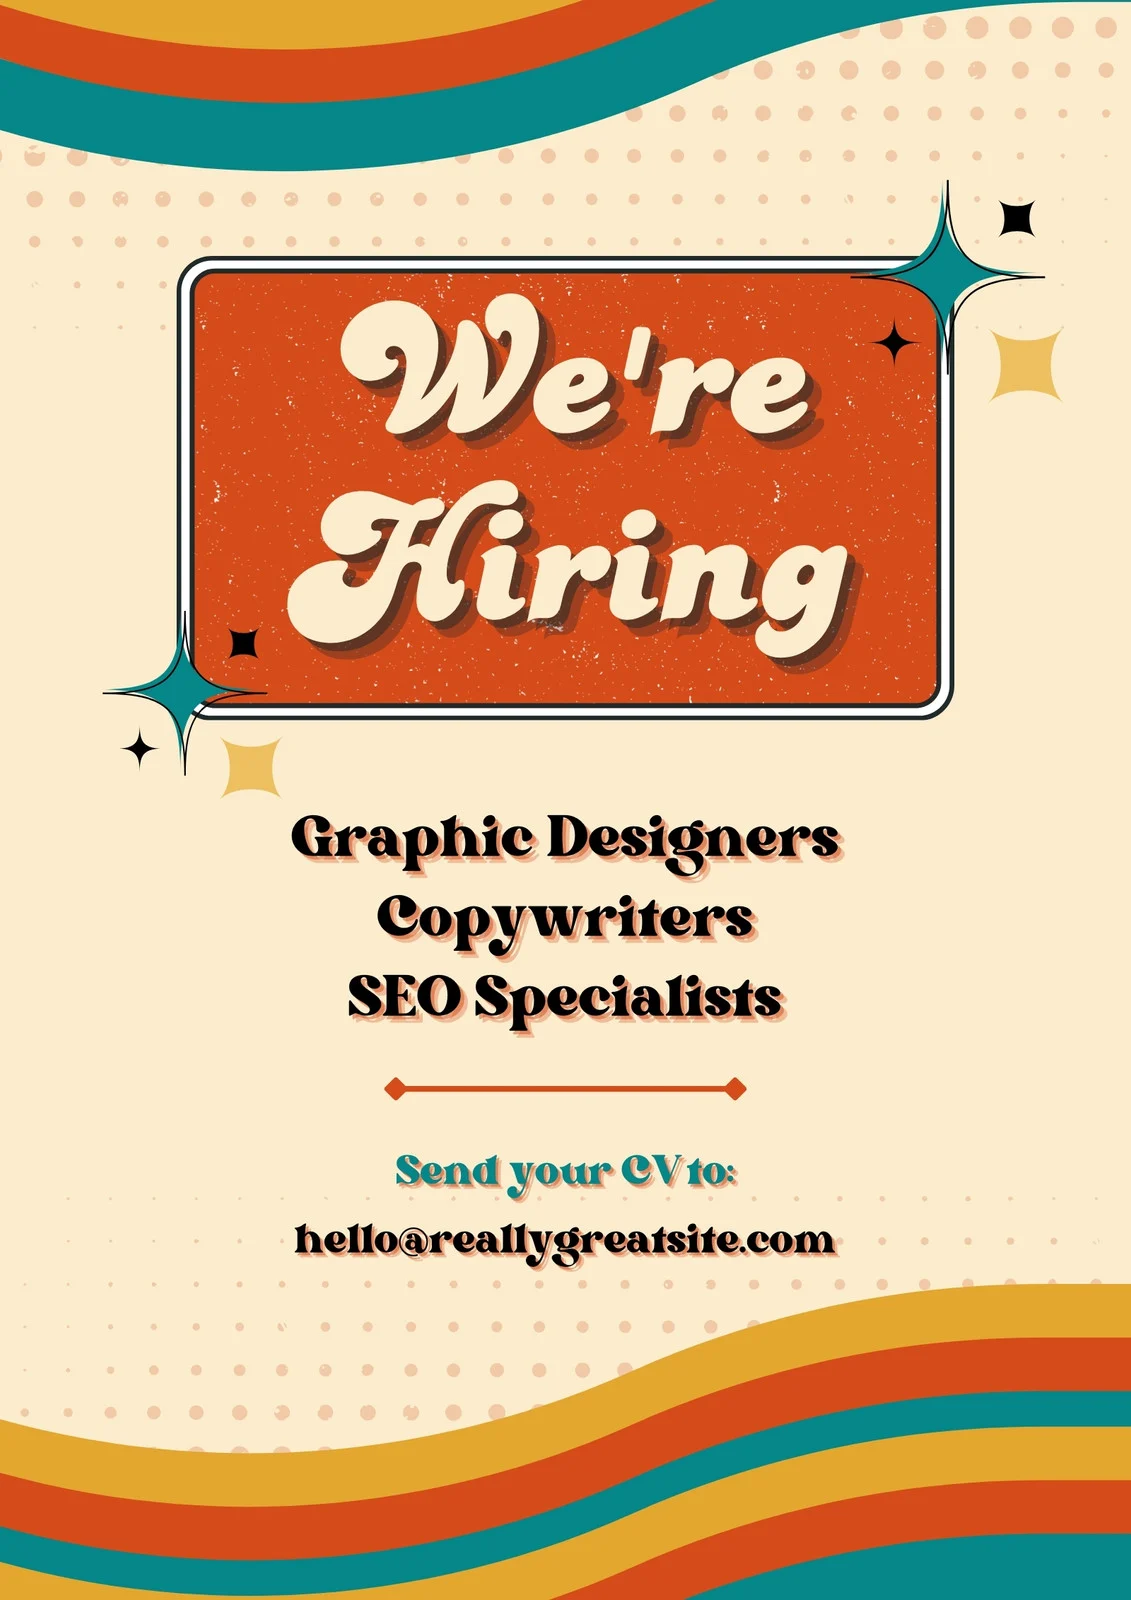 We're
Hiring
Graphic Designers
Copywriters
SEO Specialists
Send your CV to:
hello@reallygreatsite.com